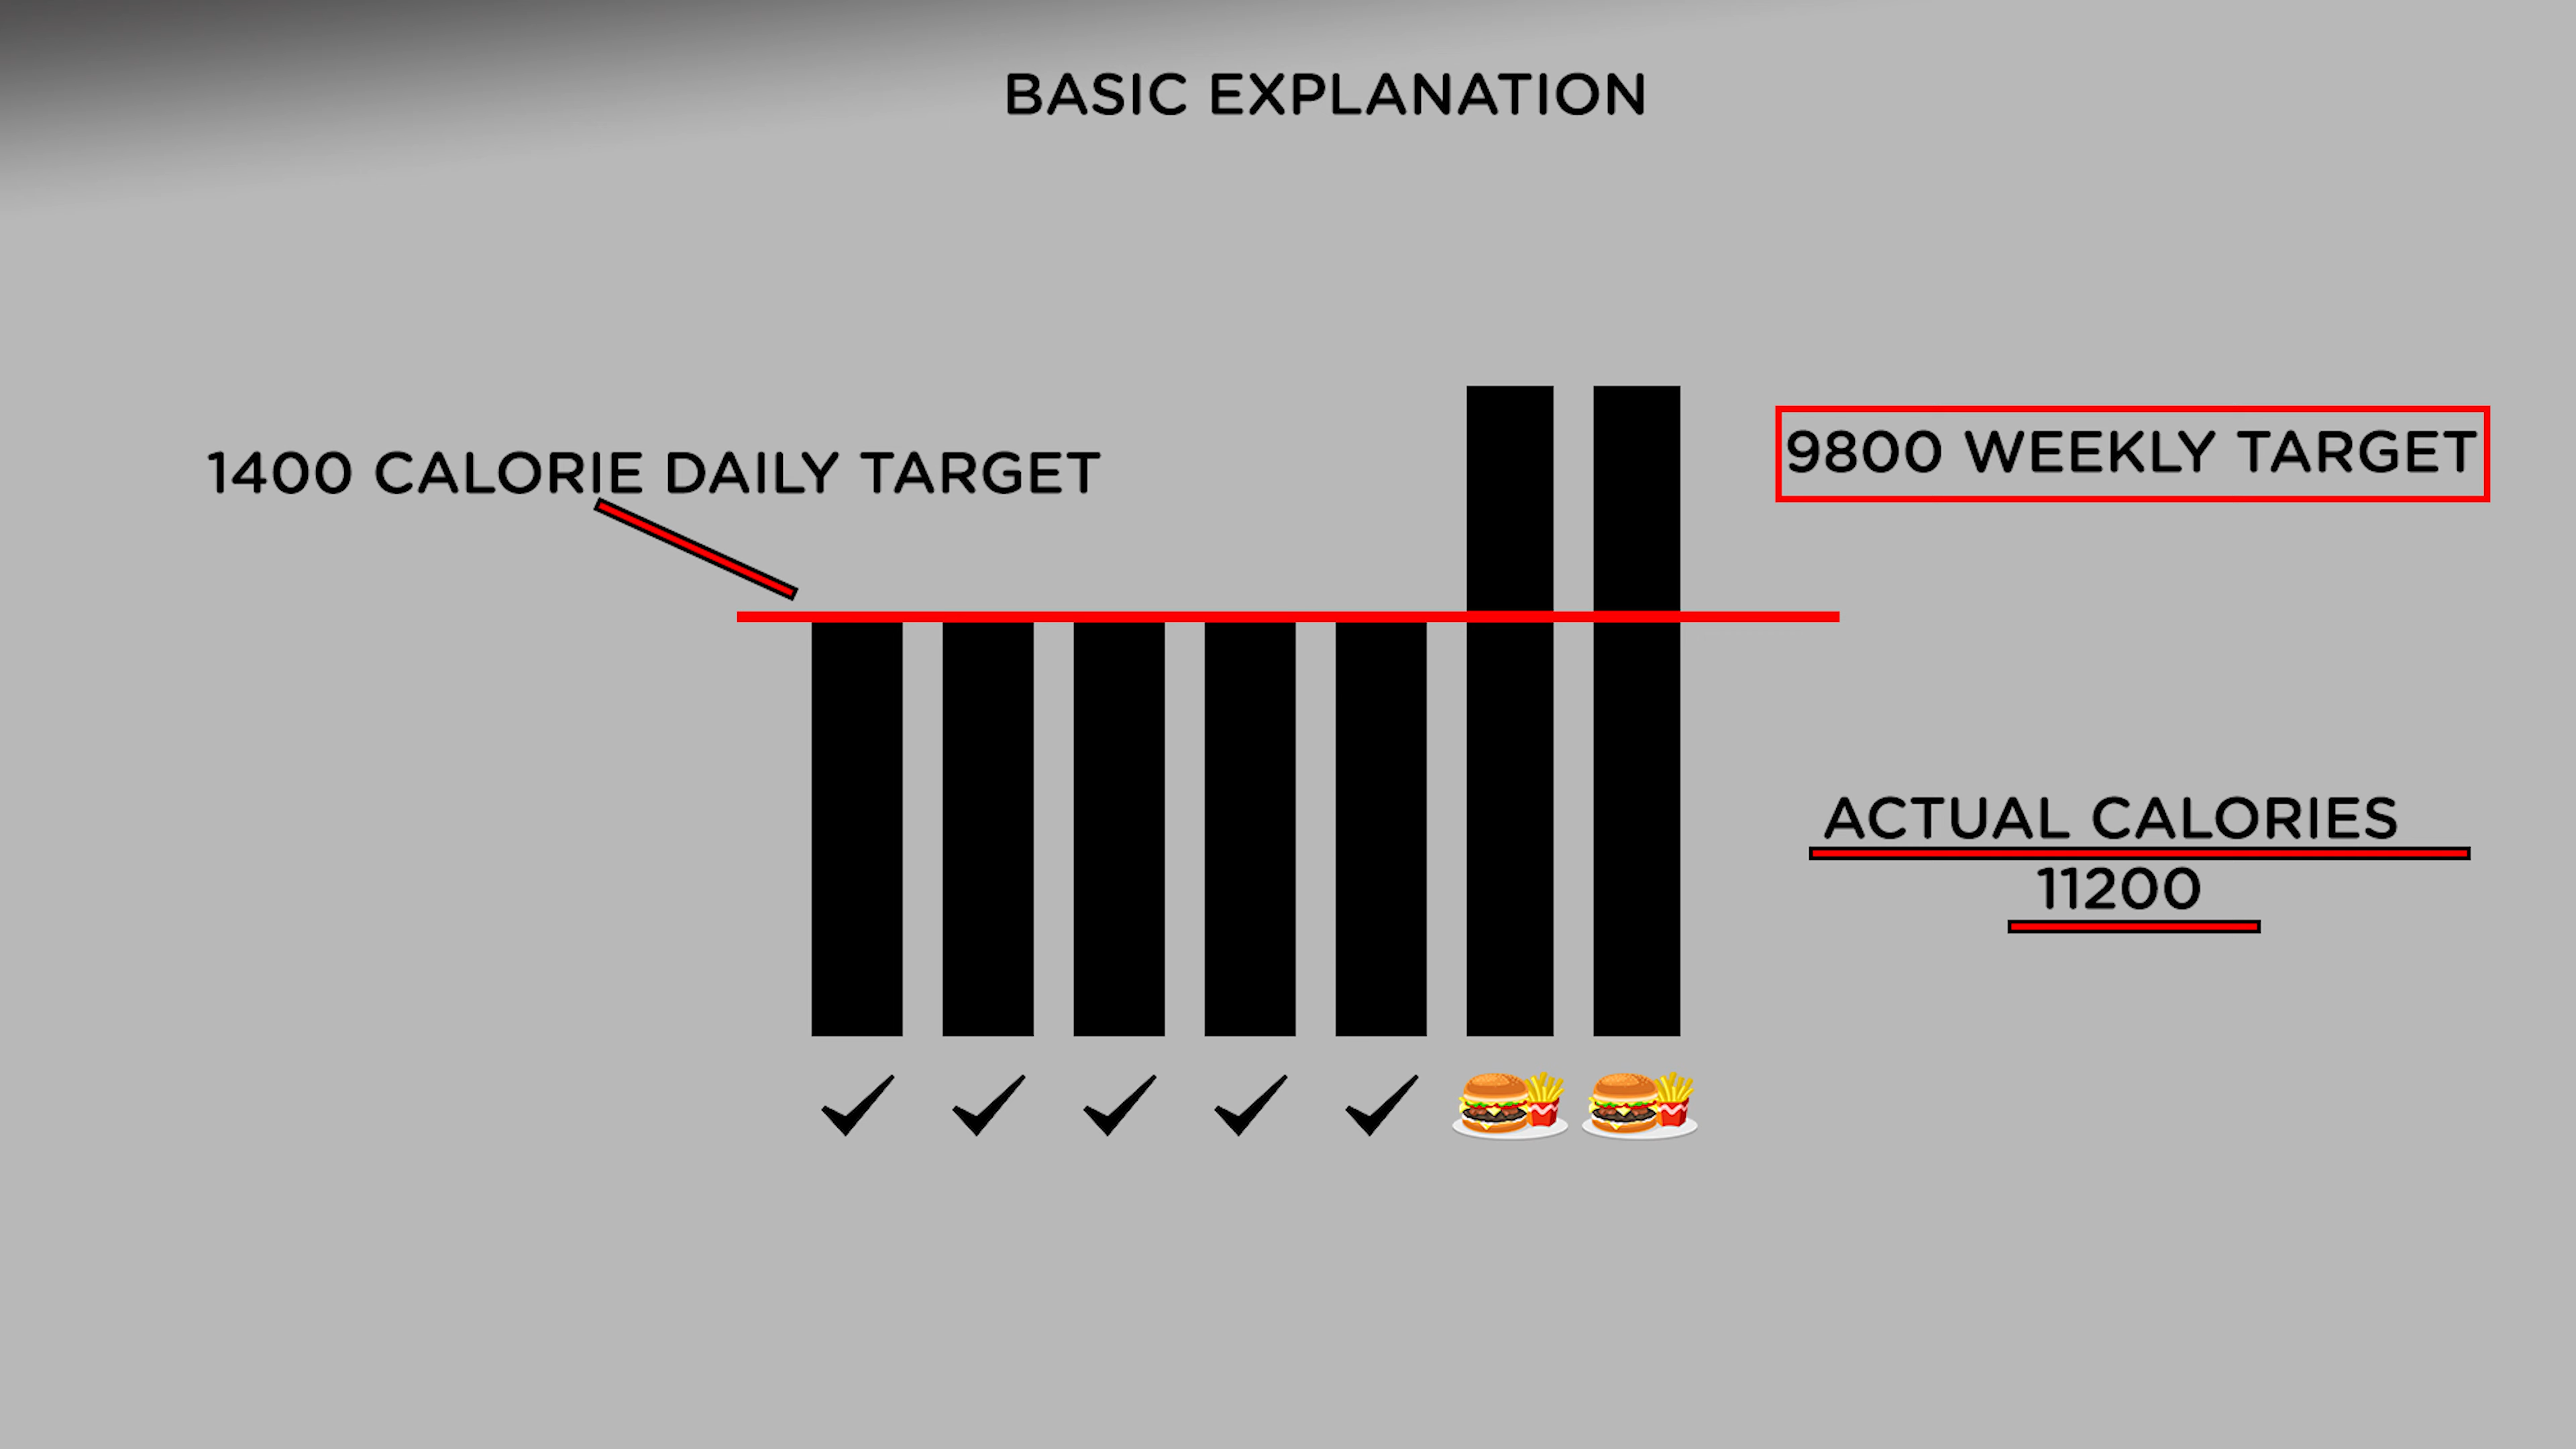 BASIC EXPLANATION
1400 CALORIE DAILY TARGET
9800 WEEKLY TARGET
ACTUAL CALORIES
11200